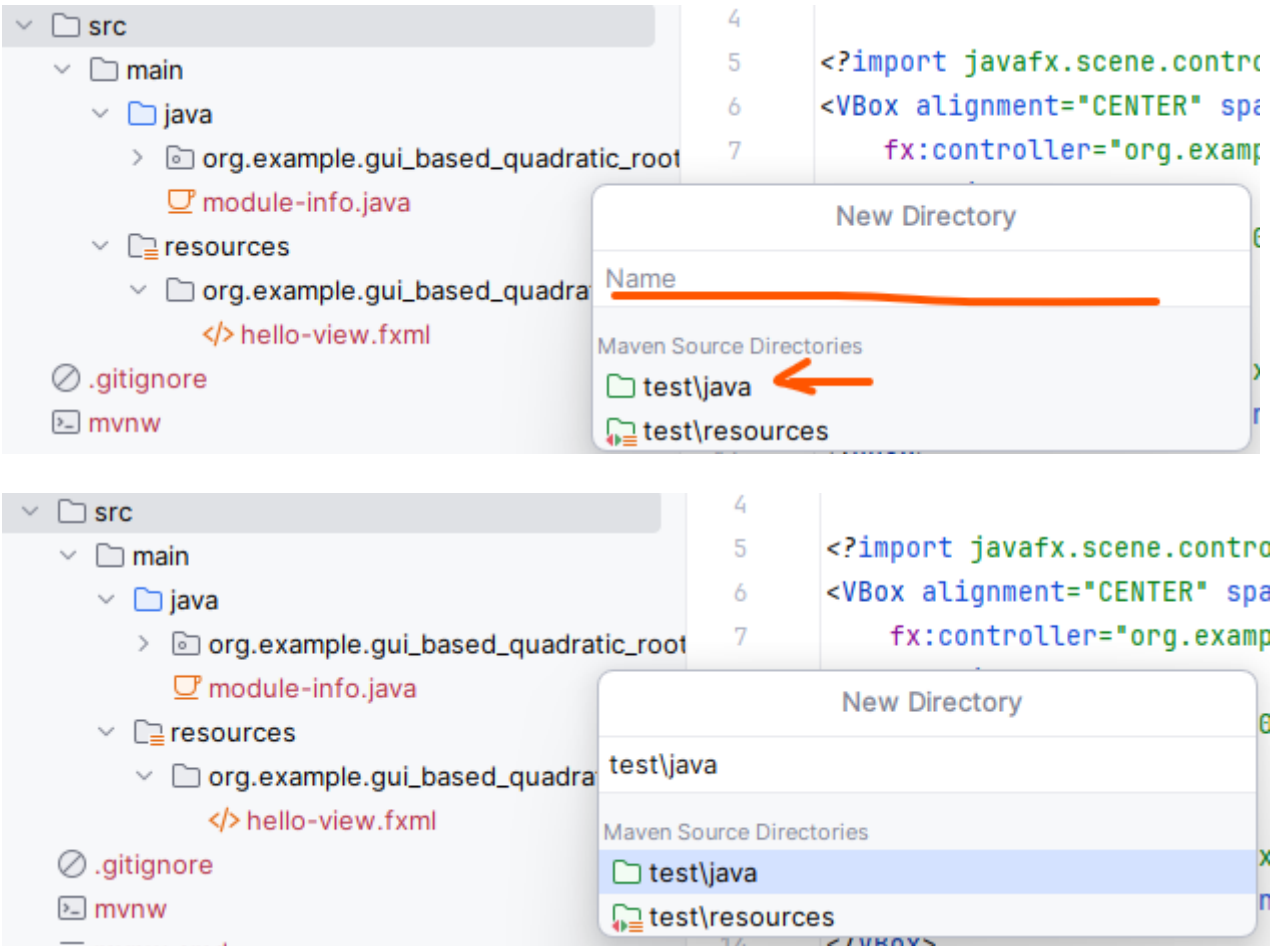 src
main
java
org.example.gui_based_quadratic_root
module-info.java
resources
org.example.gui_based_quadra
</> hello-view.fxml
.gitignore
mvnw
4
5 <?import javafx.scene.contro
6 <VBox alignment="CENTER" spa
7 fx:controller="org.examp
New Directory
Name
Maven Source Directories
test\java
test\resources
src
main
java
org.example.gui_based_quadratic_root
module-info.java
resources
org.example.gui_based_quadra
</> hello-view.fxml
.gitignore
mvnw
4
5 <?import javafx.scene.contro
6 <VBox alignment="CENTER" spa
7 fx:controller="org.examp
New Directory
test\java
Maven Source Directories
test\java
test\resources
14 </VBox>